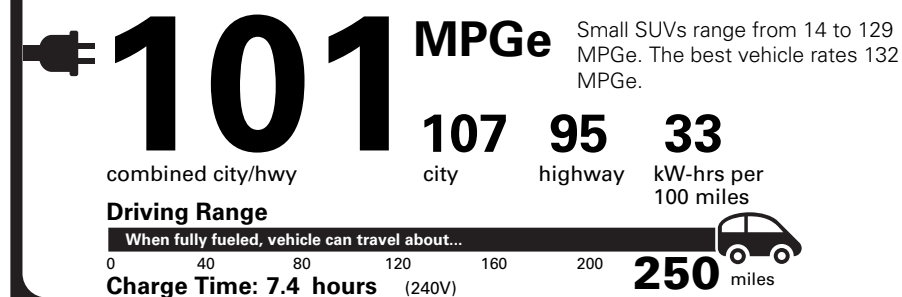 101 MPGe
Small SUVs range from 14 to 129
MPGe. The best vehicle rates 132
MPGe.
107 95 33
combined city/hwy city highway kW-hrs per
100 miles
Driving Range
When fully fueled, vehicle can travel about...
0 40 80 120 160 200 250 miles
Charge Time: 7.4 hours (240V)